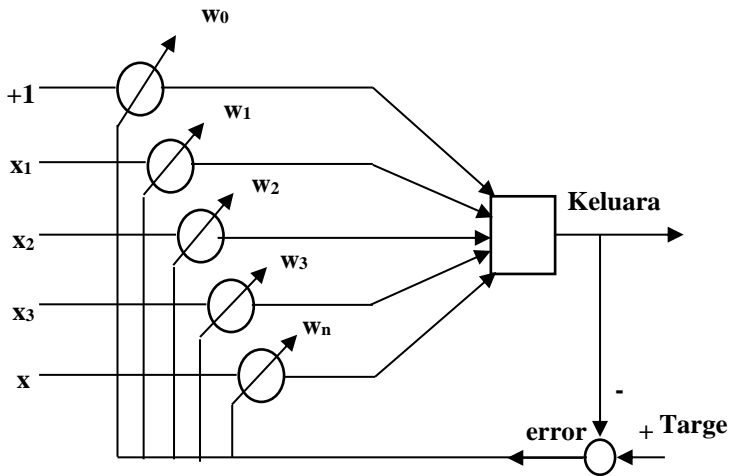 w0
+1
w1
x1
w2
Keluara
x2
w3
x3
wn
x
-
error
+ Targe